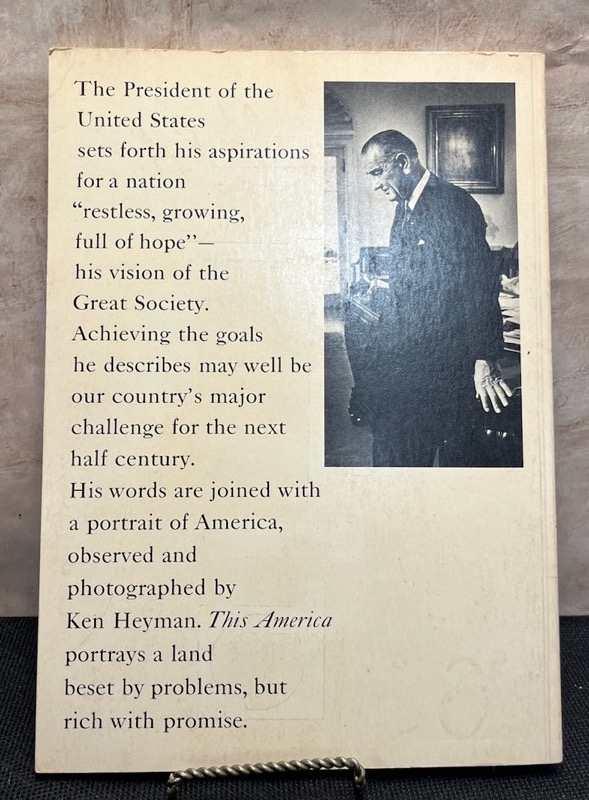 The President of the
United States
sets forth his aspirations
for a nation
“restless, growing,
full of hope”—
his vision of the
Great Society.
Achieving the goals
he describes may well be
our country’s major
challenge for the next
half century.
His words are joined with
a portrait of America,
observed and
photographed by
Ken Heyman. This America
portrays a land
beset by problems, but
rich with promise.